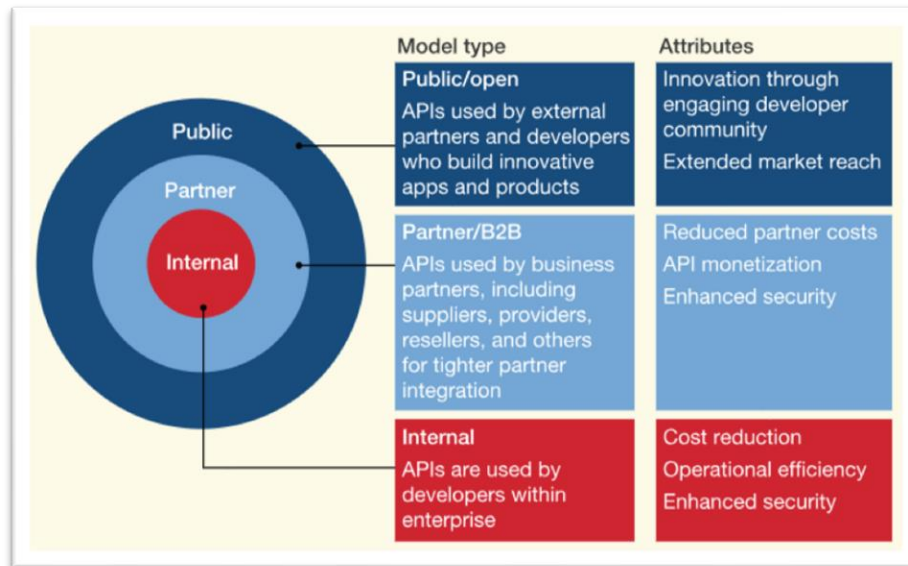 Model type
Attributes
Public
Partner
Internal
Public/open
APIs used by external
partners and developers
who build innovative
apps and products
Innovation through
engaging developer
community
Extended market reach
Partner/B2B
APIs used by business
partners, including
suppliers, providers,
resellers, and others
for tighter partner
integration
Reduced partner costs
API monetization
Enhanced security
Internal
APIs are used by
developers within
enterprise
Cost reduction
Operational efficiency
Enhanced security